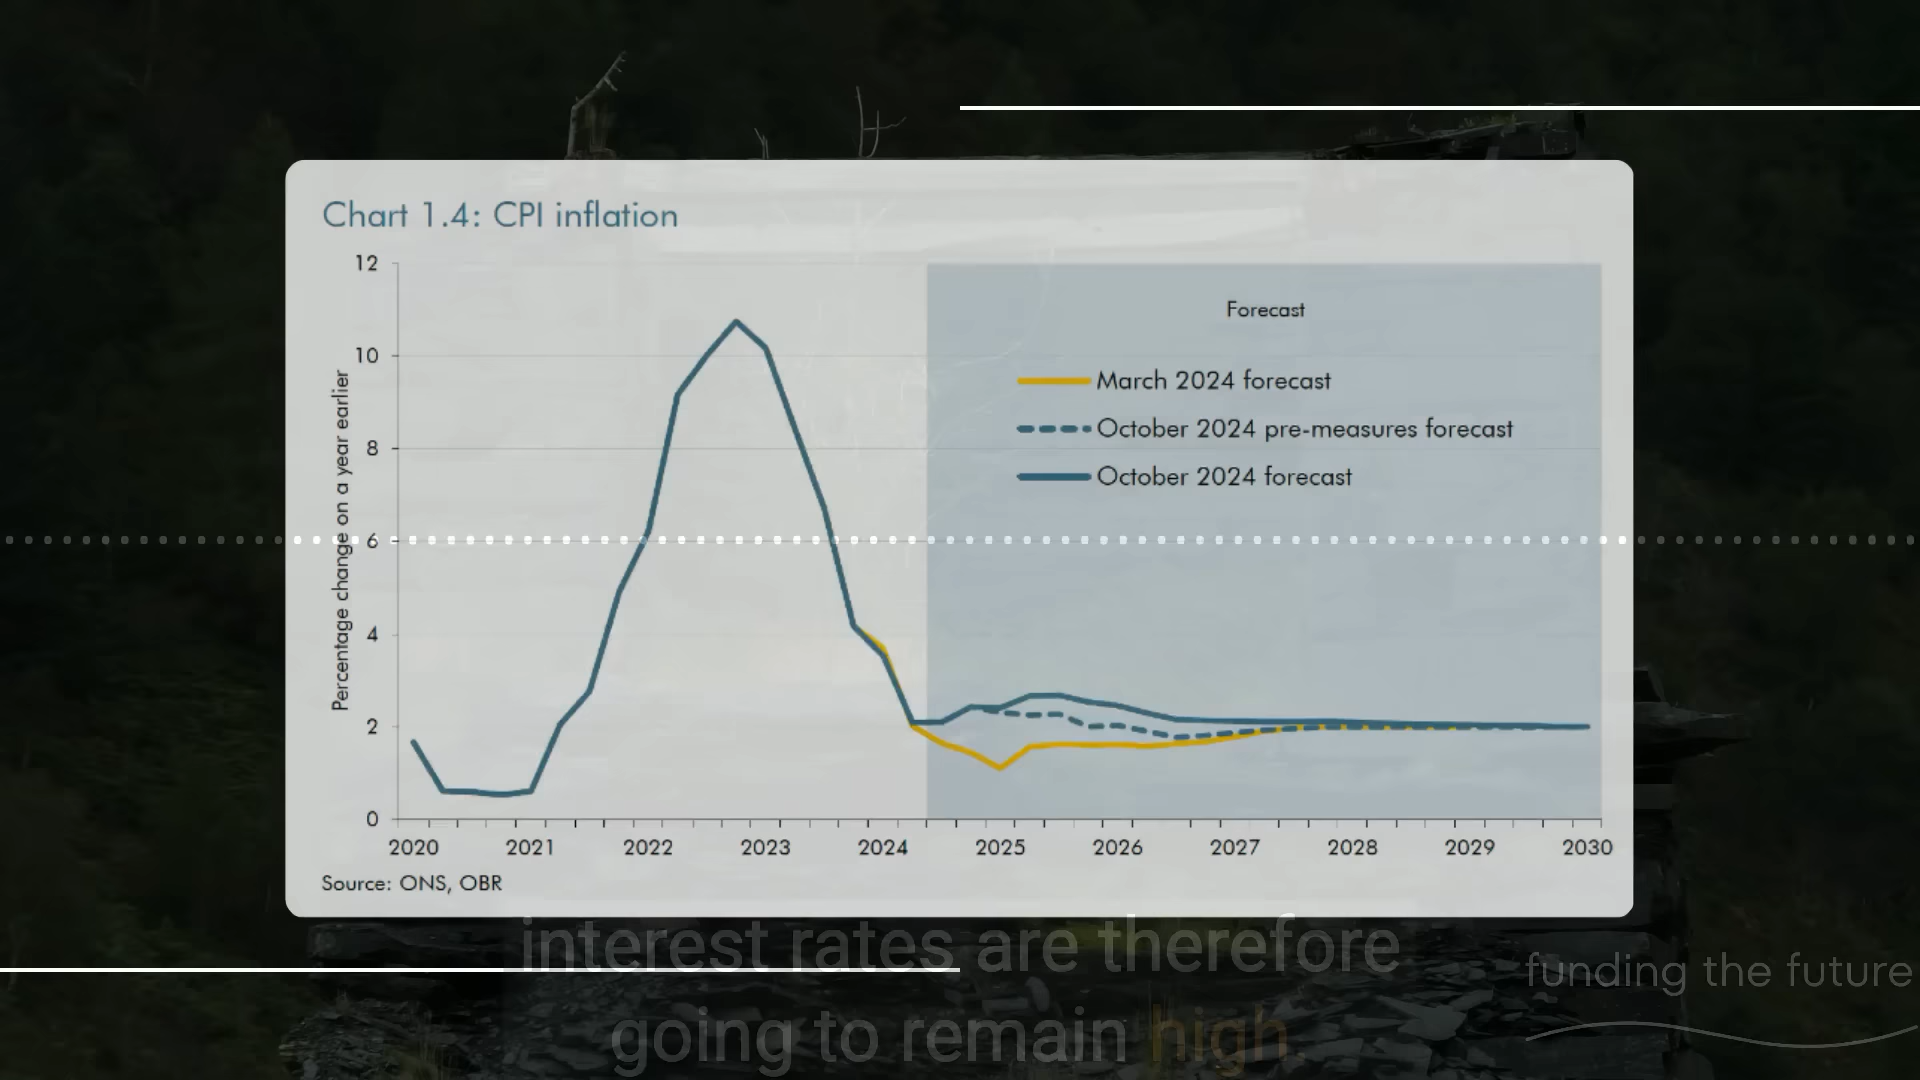 Chart 1.4: CPI inflation
Percentage change on a year earlier
12
10
8
6
4
2
0
Forecast
March 2024 forecast
October 2024 pre-measures forecast
October 2024 forecast
2020 2021 2022 2023 2024 2025 2026 2027 2028 2029 2030
Source: ONS, OBR
interest rates are therefore
going to remain high
funding the future